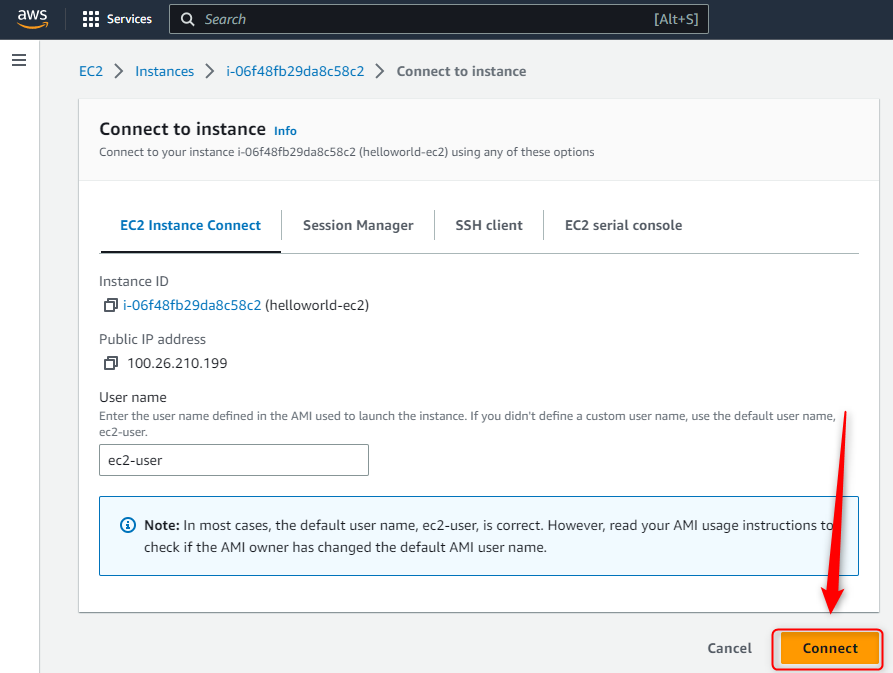 aws Services Search [Alt+S]
EC2 Instances i-06f48fb29da8c58c2 Connect to instance
Connect to instance Info
Connect to your instance i-06f48fb29da8c58c2 (helloworld-ec2) using any of these options
EC2 Instance Connect Session Manager SSH client EC2 serial console
Instance ID
i-06f48fb29da8c58c2 (helloworld-ec2)
Public IP address
100.26.210.199
User name
Enter the user name defined in the AMI used to launch the instance. If you didn't define a custom user name, use the default user name,
ec2-user.
ec2-user
Note: In most cases, the default user name, ec2-user, is correct. However, read your AMI usage instructions to
check if the AMI owner has changed the default AMI user name.
Cancel Connect